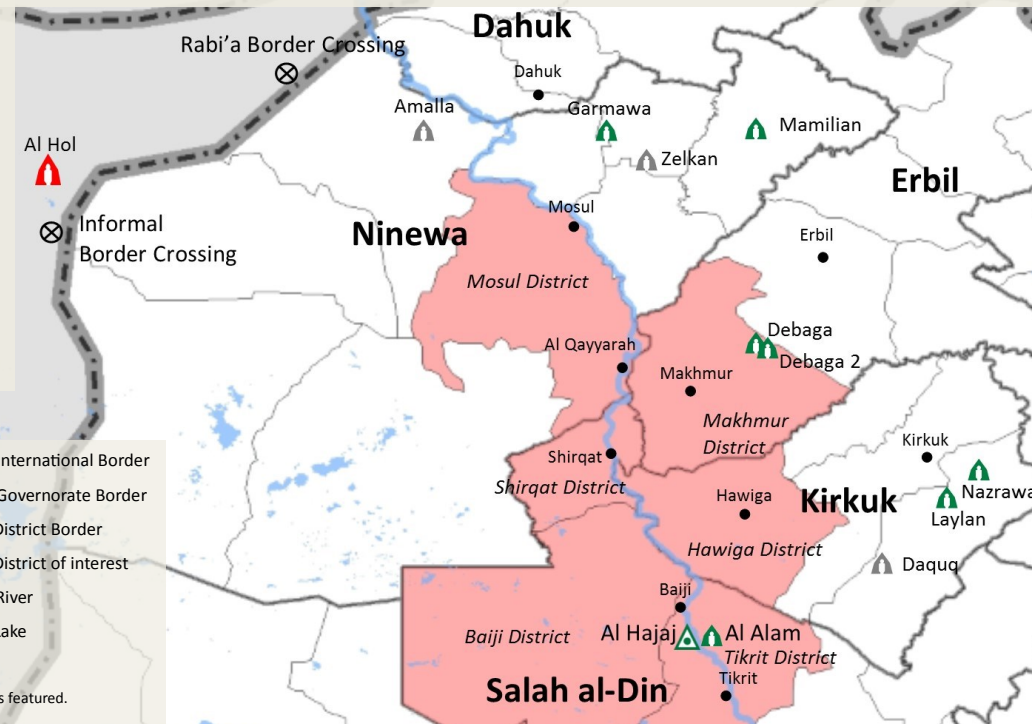 Dahuk
Rabi'a Border Crossing
Dahuk
Amalla
Garmawa
Mamilian
Al Hol
Zelkan
Erbil
Mosul
Informal
Border Crossing
Ninewa
Erbil
Mosul District
Debaga
Al Qayyarah
Debaga 2
Makhmur
Makhmur
District
Kirkuk
Shirqat
International Border
Shirqat District
Hawiga
Kirkuk
Nazrawa
Governorate Border
Laylan
District Border
Hawiga District
District of interest
Daquq
Baiji
River
Lake
Baiji District
Al Hajaj
Al Alam
Tikrit District
Tikrit
Salah al-Din
s featured.